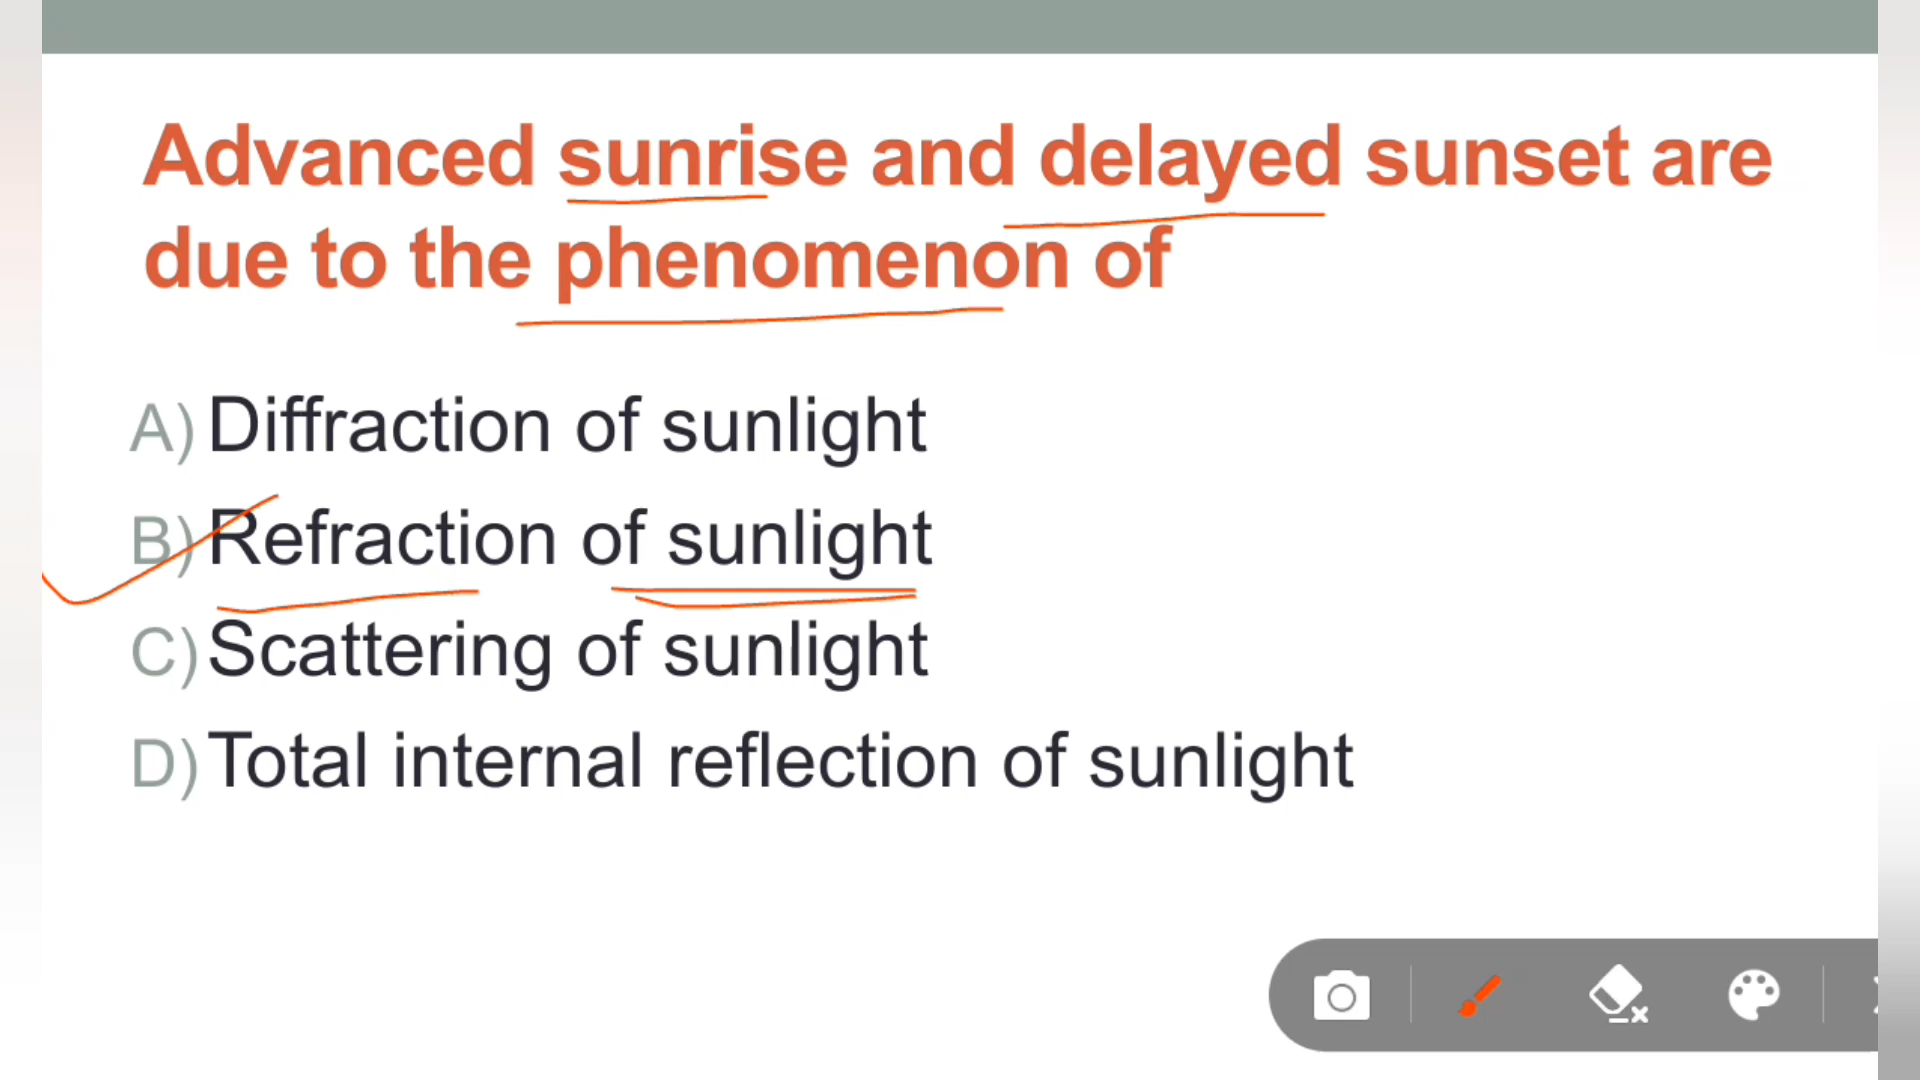 Advanced sunrise and delayed sunset are
due to the phenomenon of
A) Diffraction of sunlight
B) Refraction of sunlight
C) Scattering of sunlight
D) Total internal reflection of sunlight